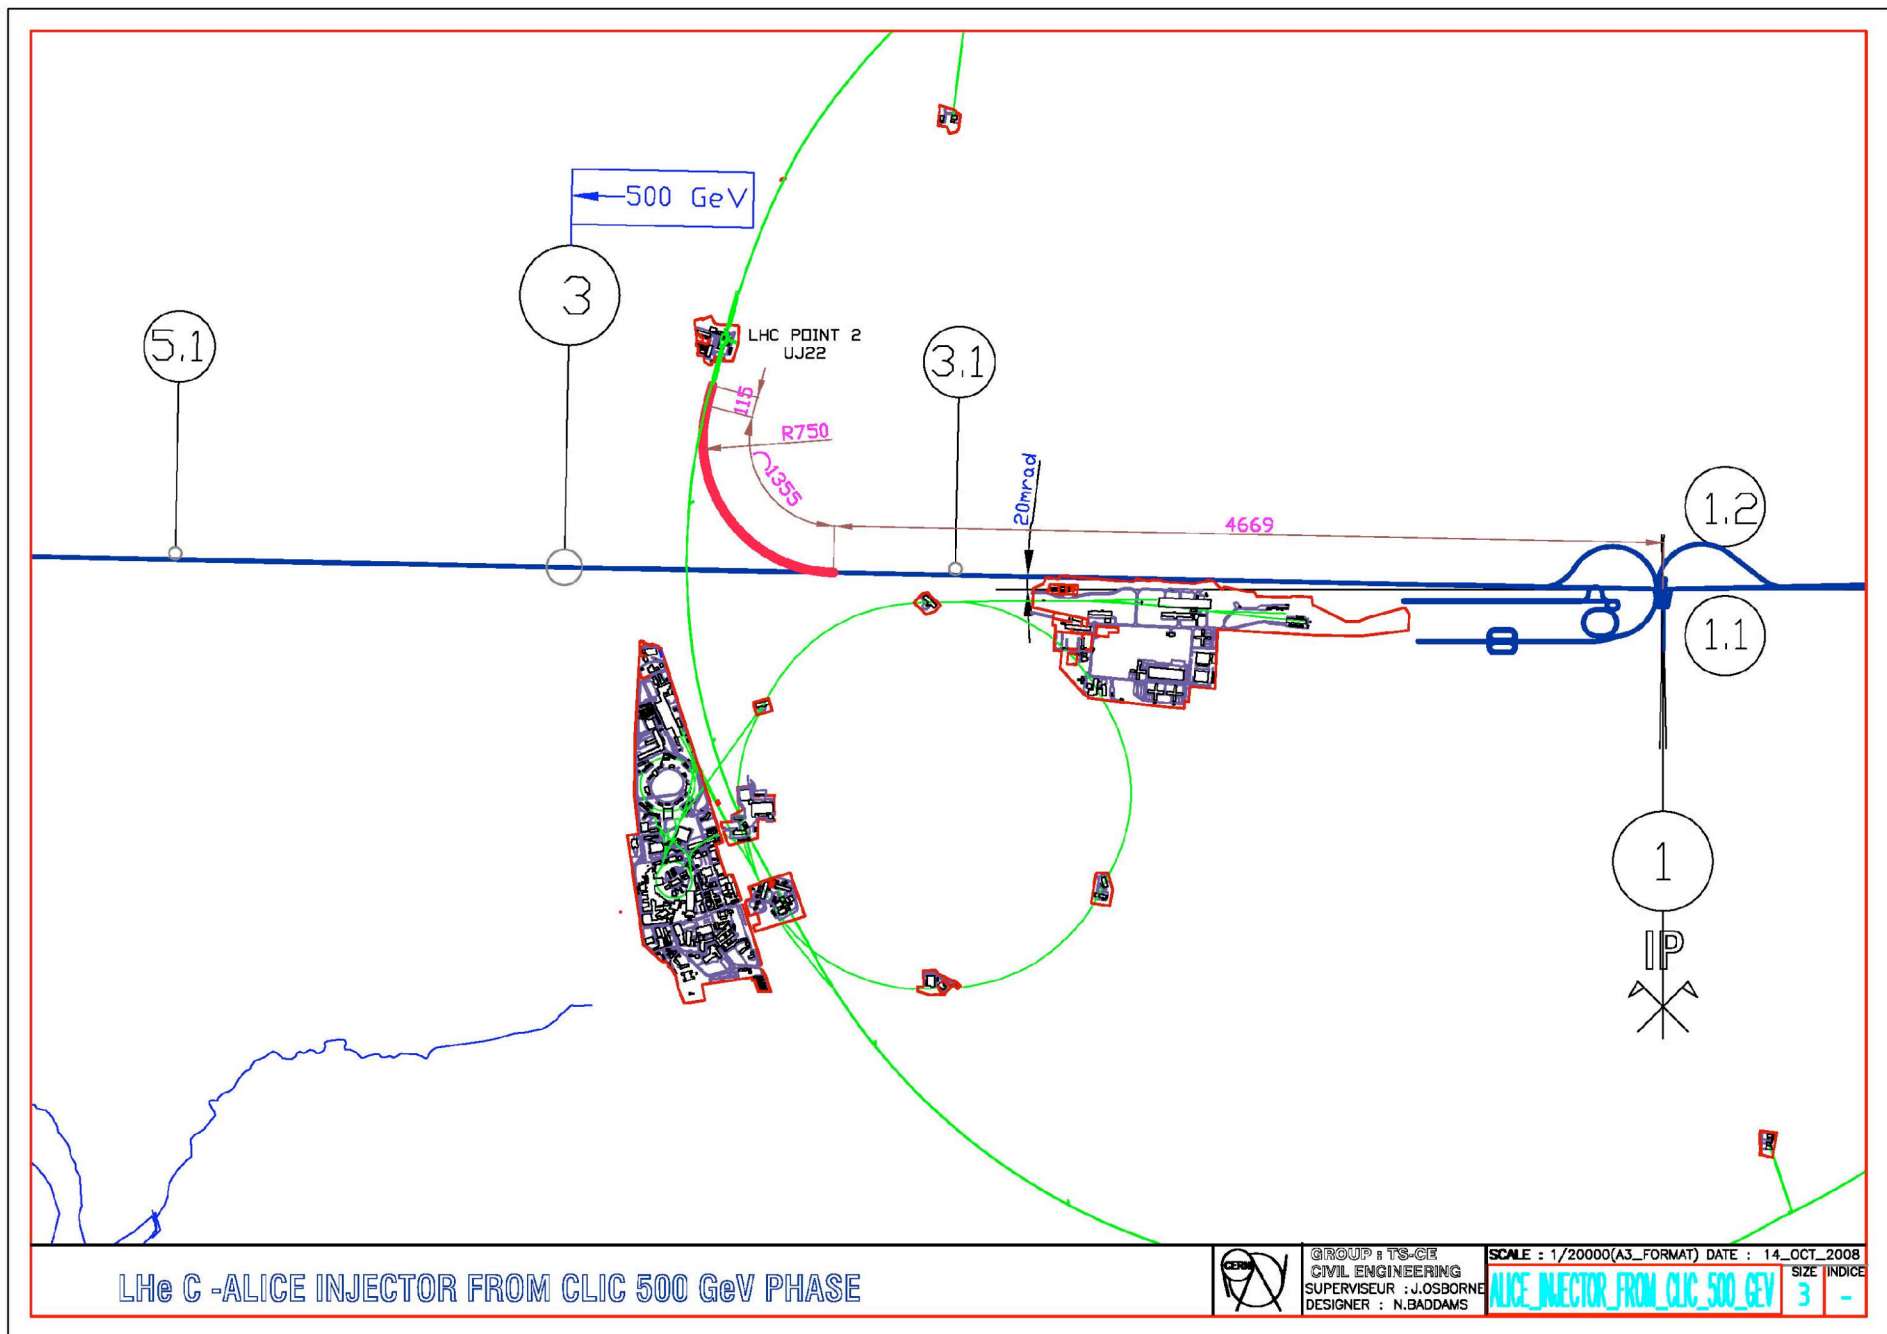 500 GeV
3
5.1
LHC POINT 2
UJ22
3.1
115
R750
1355
20mrad
4669
1.2
1.1
1
IP
LHe C -ALICE INJECTOR FROM CLIC 500 GeV PHASE
CERN
GROUP : TS-CE
CIVIL ENGINEERING
SUPERVISEUR : J.OSBORNE
DESIGNER : N.BADDAMS
SCALE : 1/20000(A3_FORMAT) DATE : 14_OCT_2008
ALICE_INJECTOR_FROM_CLIC_500_GEV
SIZE
3
INDICE
-